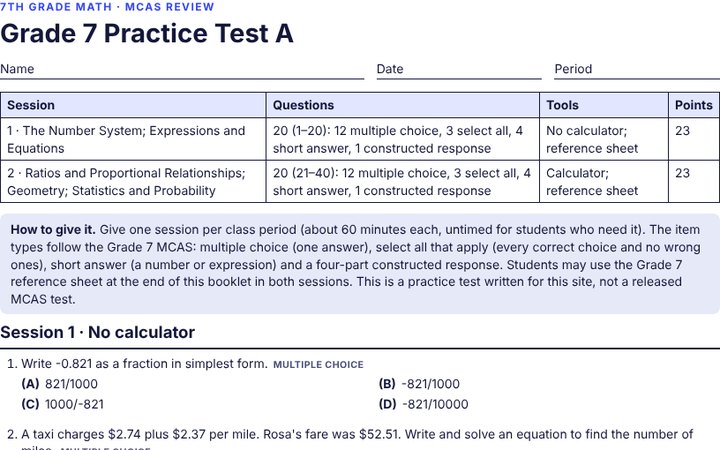 7TH GRADE MATH · MCAS REVIEW
Grade 7 Practice Test A
Name Date Period
Session Questions Tools Points
1 · The Number System; Expressions and Equations 20 (1–20): 12 multiple choice, 3 select all, 4 short answer, 1 constructed response No calculator; reference sheet 23
2 · Ratios and Proportional Relationships; Geometry; Statistics and Probability 20 (21–40): 12 multiple choice, 3 select all, 4 short answer, 1 constructed response Calculator; reference sheet 23
How to give it. Give one session per class period (about 60 minutes each, untimed for students who need it). The item
types follow the Grade 7 MCAS: multiple choice (one answer), select all that apply (every correct choice and no wrong
ones), short answer (a number or expression) and a four-part constructed response. Students may use the Grade 7
reference sheet at the end of this booklet in both sessions. This is a practice test written for this site, not a released
MCAS test.
Session 1 · No calculator
1. Write -0.821 as a fraction in simplest form. MULTIPLE CHOICE
(A) 821/1000 (B) -821/1000
(C) 1000/-821 (D) -821/10000
2. A taxi charges $2.74 plus $2.37 per mile. Rosa's fare was $52.51. Write and solve an equation to find the number of
miles. MULTIPLE CHOICE